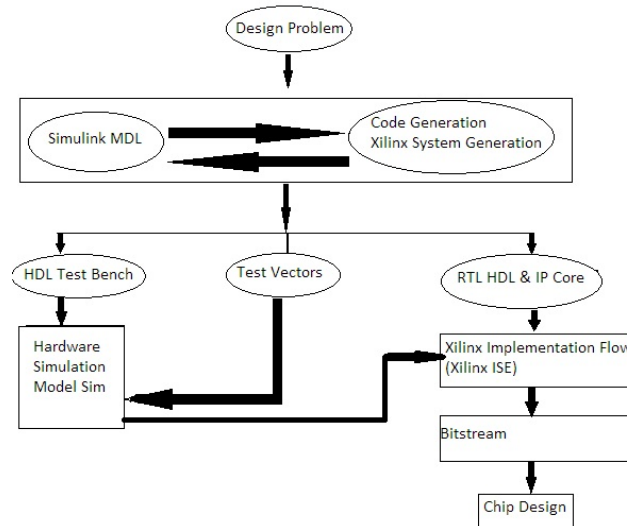 Design Problem
Simulink MDL
Code Generation
Xilinx System Generation
HDL Test Bench
Test Vectors
RTL HDL & IP Core
Hardware
Simulation
Model Sim
Xilinx Implementation Flow
(Xilinx ISE)
Bitstream
Chip Design